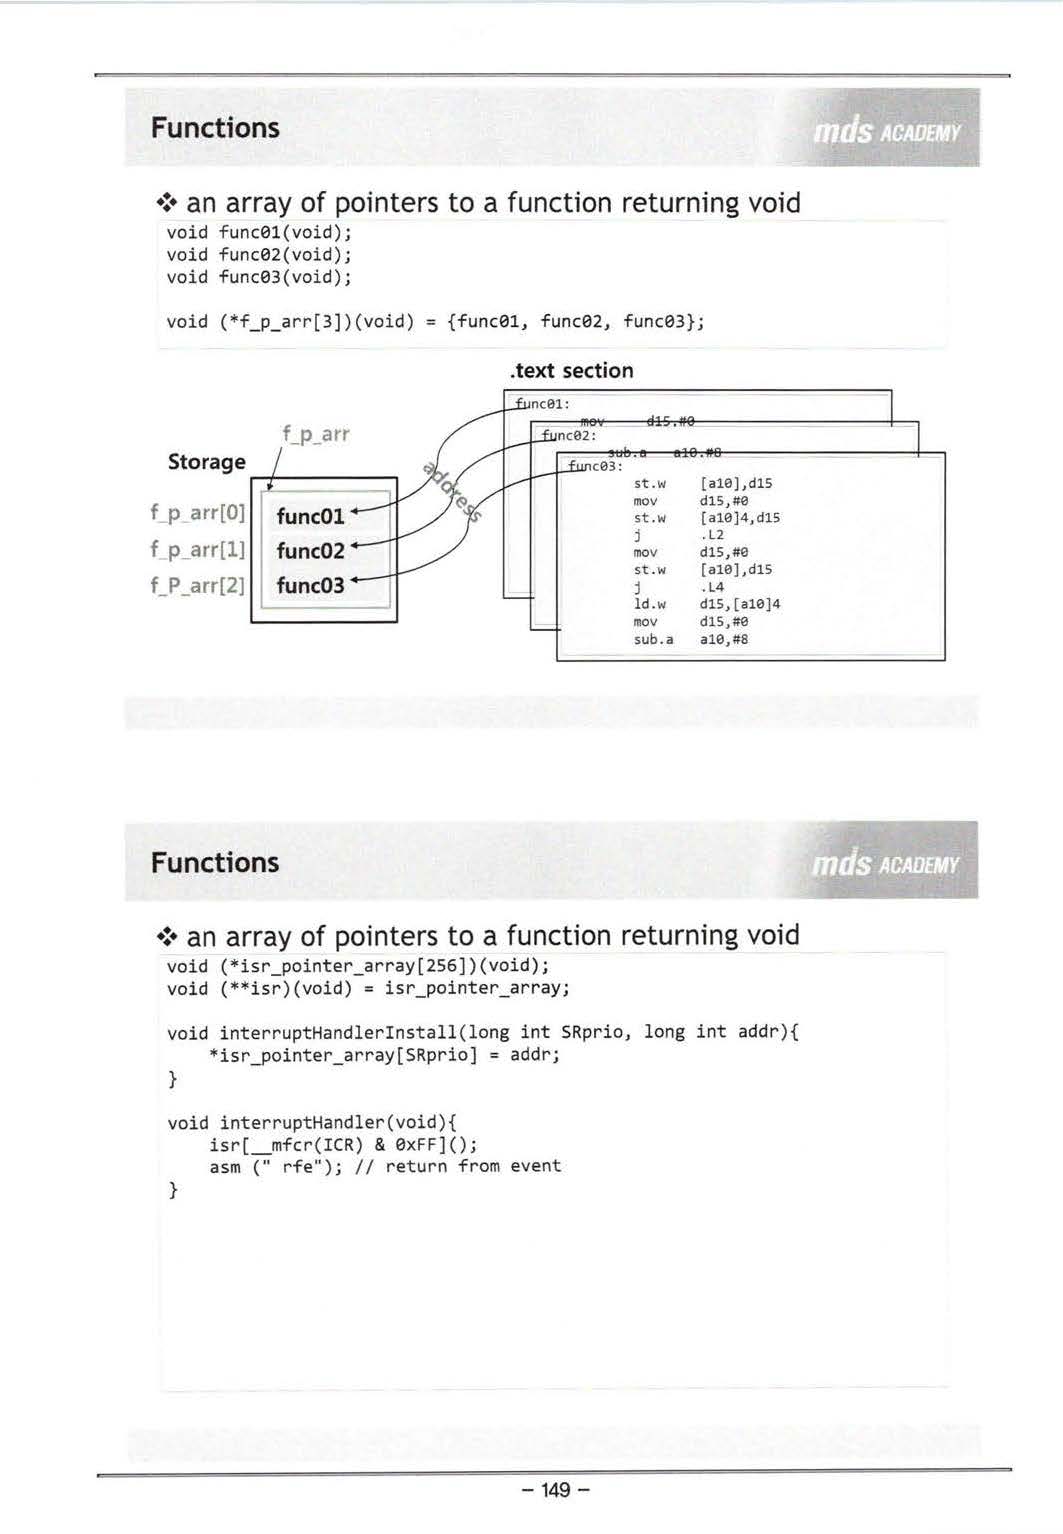 Functions
mds ACADEMY
❖ an array of pointers to a function returning void
void func01(void);
void func02(void);
void func03(void);
void (*f_p_arr[3])(void) = {func01, func02, func03};
.text section
func01:
mov d15,#0
func02:
sub.a a10,#8
func03:
st.w [a10],d15
mov d15,#0
st.w [a10]4,d15
j .L2
mov d15,#0
st.w [a10],d15
j .L4
ld.w d15,[a10]4
mov d15,#0
sub.a a10,#8
f_p_arr
Storage
address
f_p_arr[0] func01
f_p_arr[1] func02
f_P_arr[2] func03
Functions
mds ACADEMY
❖ an array of pointers to a function returning void
void (*isr_pointer_array[256])(void);
void (**isr)(void) = isr_pointer_array;
void interruptHandlerInstall(long int SRprio, long int addr){
*isr_pointer_array[SRprio] = addr;
}
void interruptHandler(void){
isr[__mfcr(ICR) & 0xFF]();
asm (" rfe"); // return from event
}
– 149 –